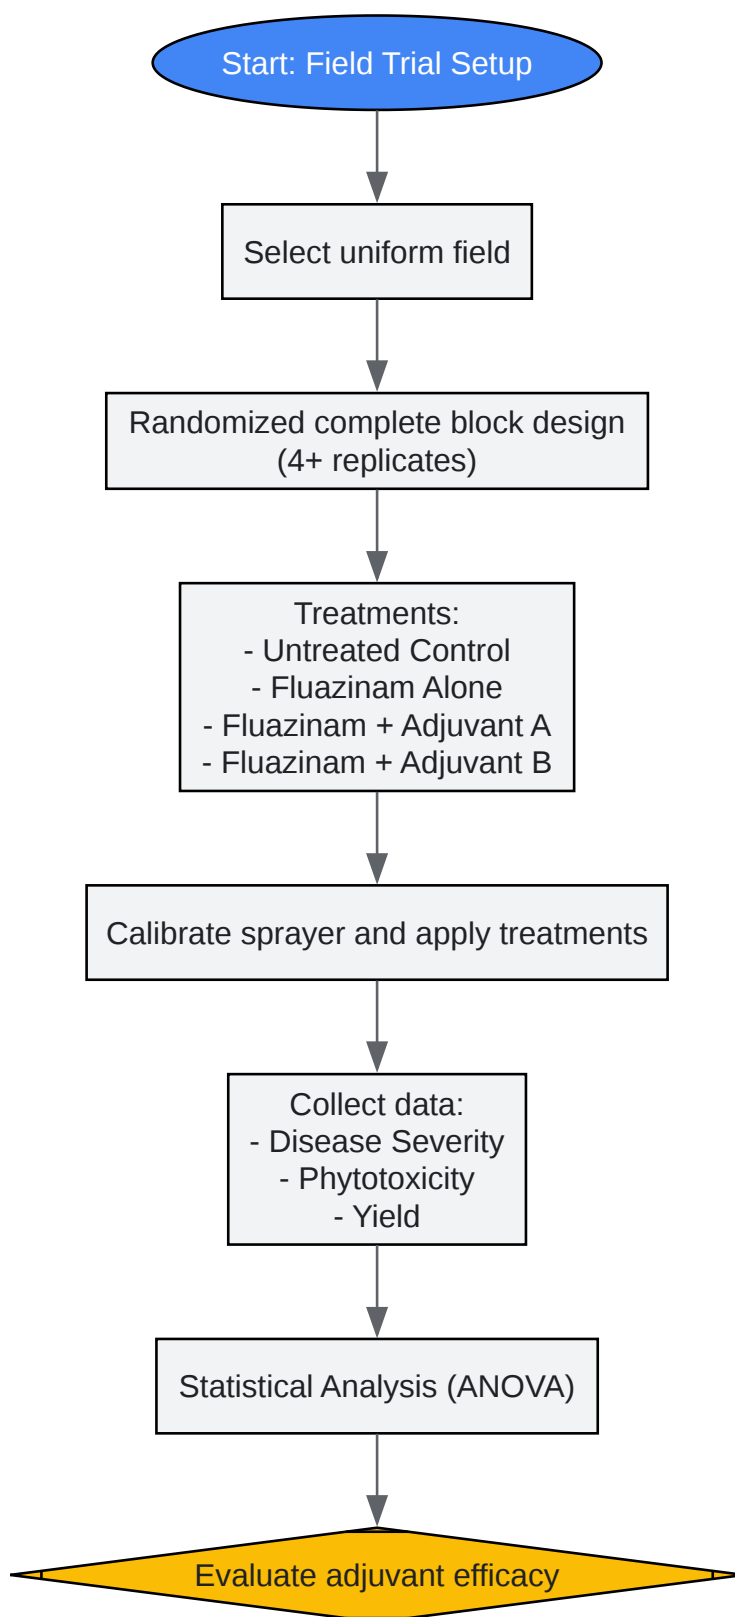 Start: Field Trial Setup
Select uniform field
Randomized complete block design
(4+ replicates)
Treatments:
- Untreated Control
- Fluazinam Alone
- Fluazinam + Adjuvant A
- Fluazinam + Adjuvant B
Calibrate sprayer and apply treatments
Collect data:
- Disease Severity
- Phytotoxicity
- Yield
Statistical Analysis (ANOVA)
Evaluate adjuvant efficacy